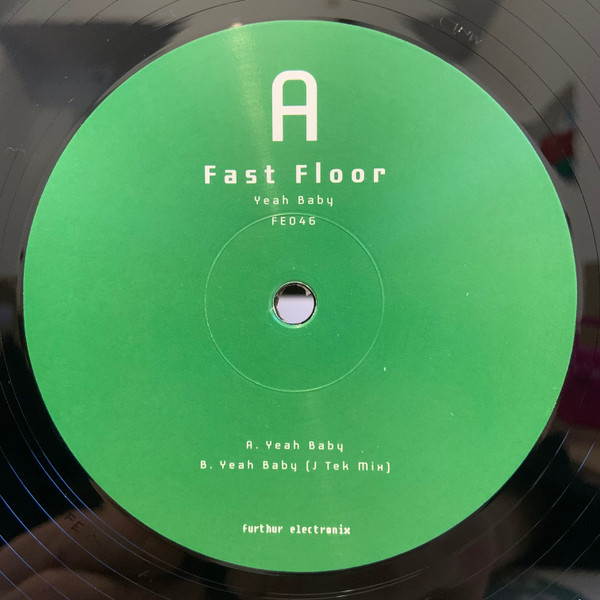 A
Fast Floor
Yeah Baby
FE046
A. Yeah Baby
B. Yeah Baby (J Tek Mix)
furthur electronix